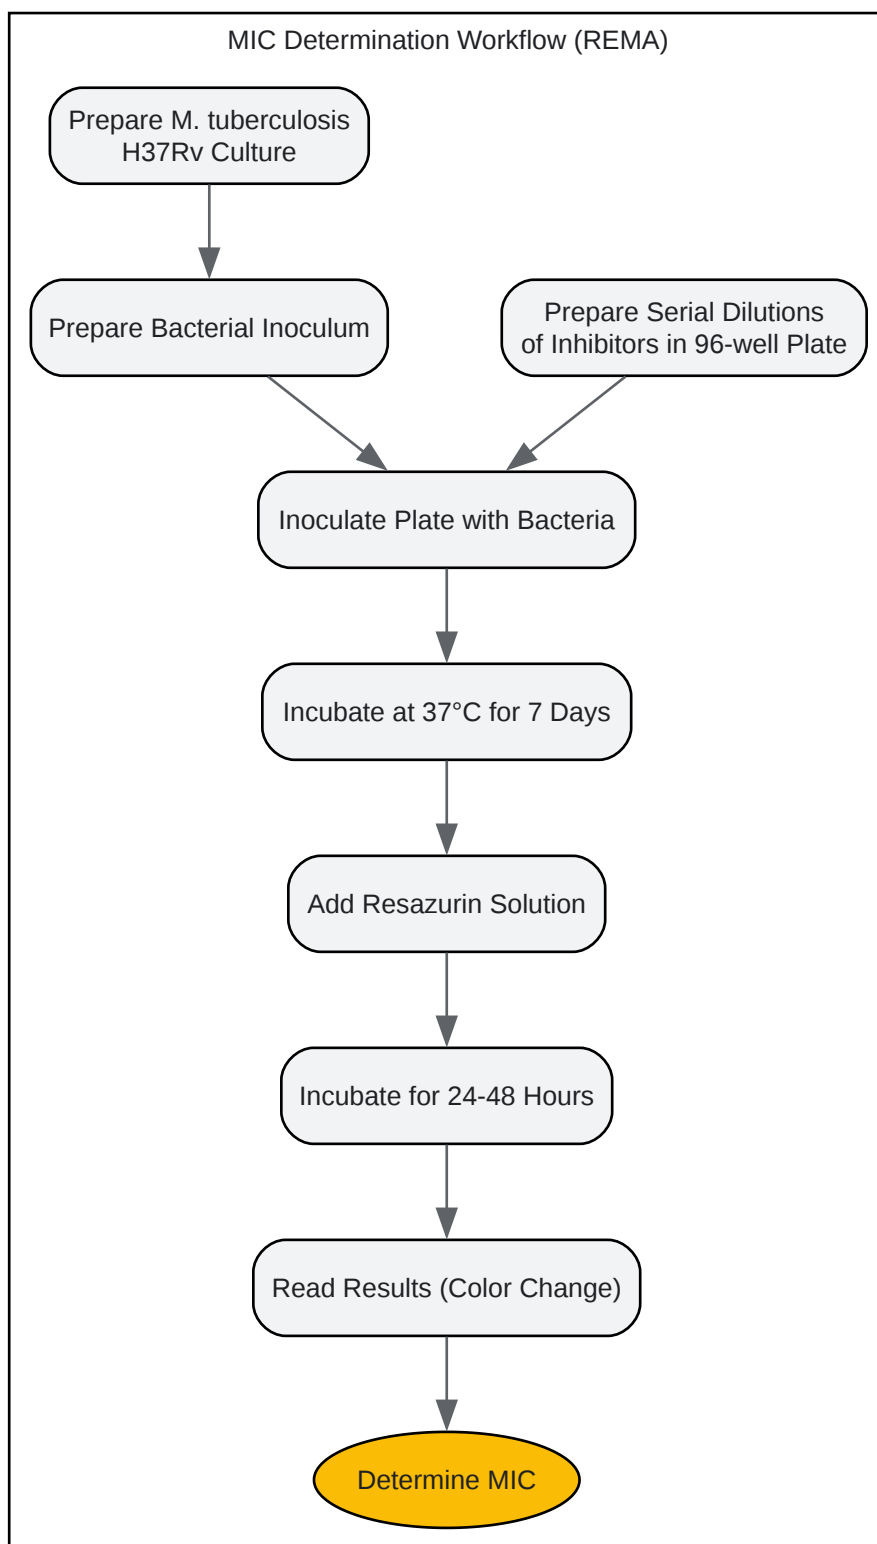 MIC Determination Workflow (REMA)
Prepare M. tuberculosis
H37Rv Culture
Prepare Bacterial Inoculum
Prepare Serial Dilutions
of Inhibitors in 96-well Plate
Inoculate Plate with Bacteria
Incubate at 37°C for 7 Days
Add Resazurin Solution
Incubate for 24-48 Hours
Read Results (Color Change)
Determine MIC